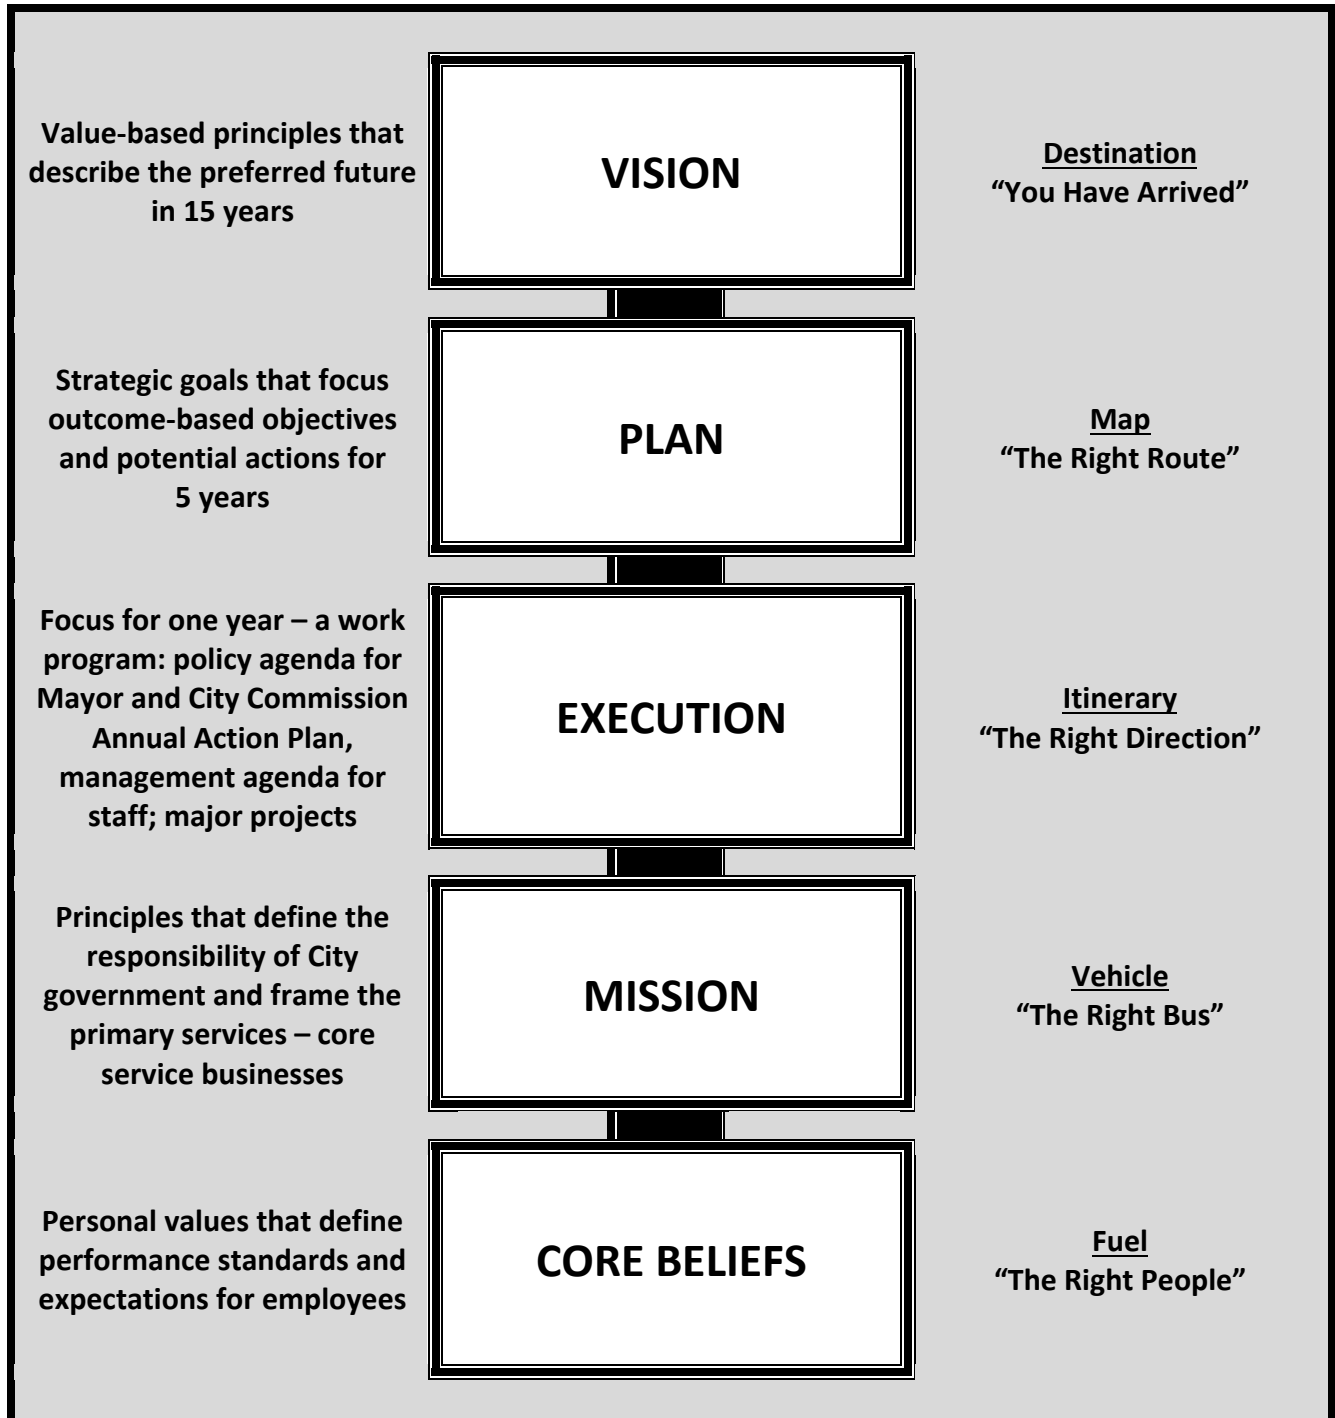 Value-based principles that
describe the preferred future
in 15 years
VISION
Destination
“You Have Arrived”
Strategic goals that focus
outcome-based objectives
and potential actions for
5 years
PLAN
Map
“The Right Route”
Focus for one year – a work
program: policy agenda for
Mayor and City Commission
Annual Action Plan,
management agenda for
staff; major projects
EXECUTION
Itinerary
“The Right Direction”
Principles that define the
responsibility of City
government and frame the
primary services – core
service businesses
MISSION
Vehicle
“The Right Bus”
Personal values that define
performance standards and
expectations for employees
CORE BELIEFS
Fuel
“The Right People”